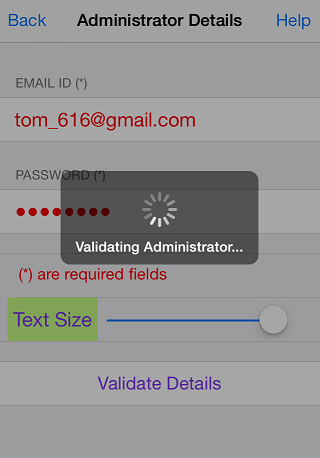 Back Administrator Details Help
EMAIL ID (*)
tom_616@gmail.com
PASSWORD (*)
●●●●●●●●
Validating Administrator...
(*) are required fields
Text Size
Validate Details